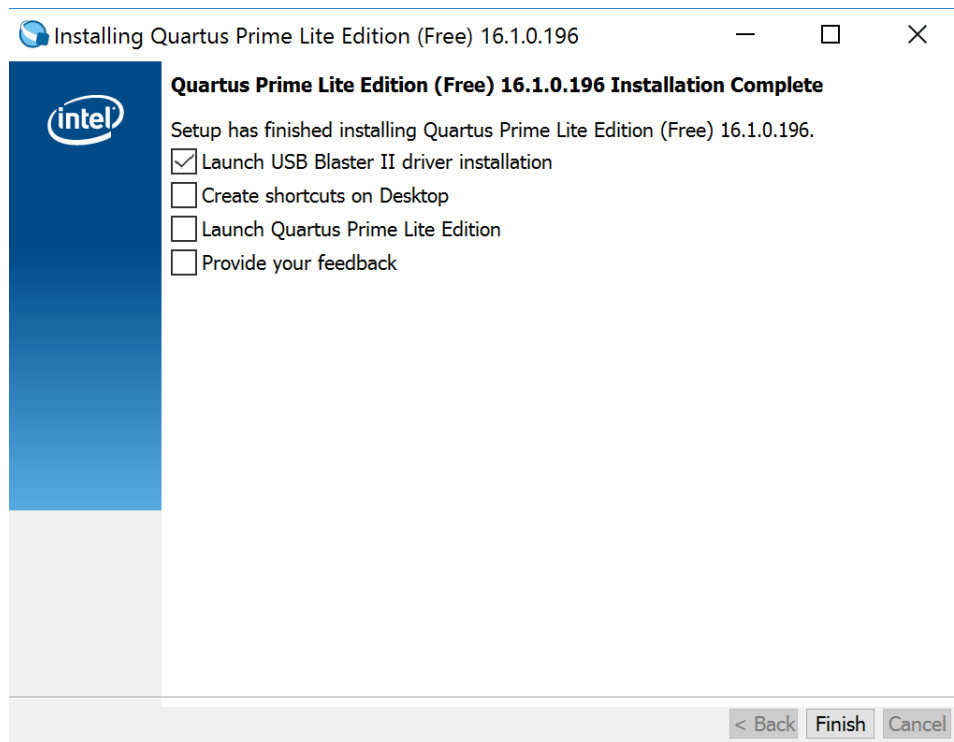 Installing Quartus Prime Lite Edition (Free) 16.1.0.196
intel
Quartus Prime Lite Edition (Free) 16.1.0.196 Installation Complete
Setup has finished installing Quartus Prime Lite Edition (Free) 16.1.0.196.
Launch USB Blaster II driver installation
Create shortcuts on Desktop
Launch Quartus Prime Lite Edition
Provide your feedback
< Back Finish Cancel